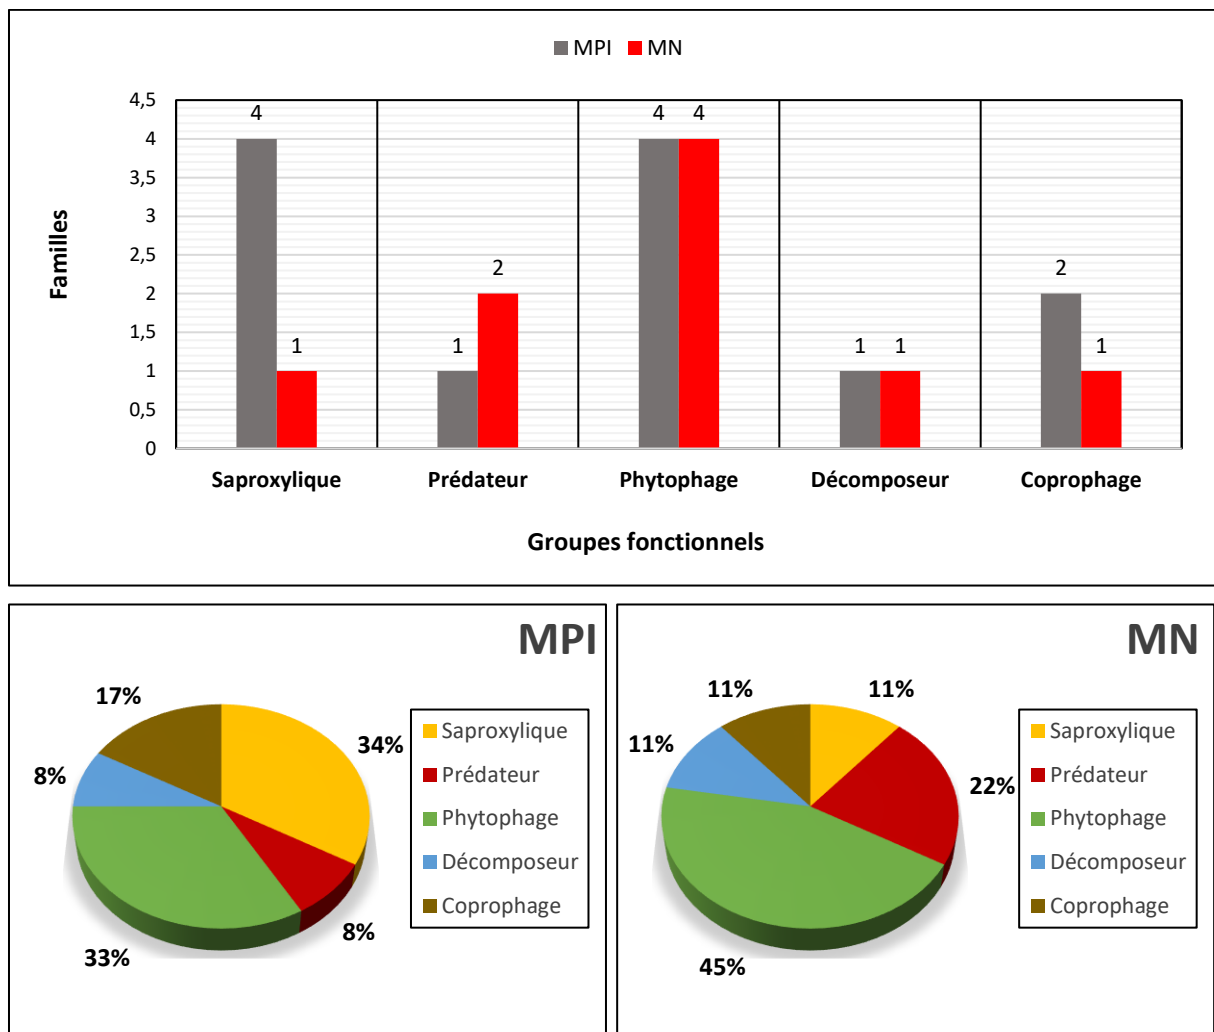 MPI MN
4,5
4
3,5
3
2,5
2
1,5
1
0,5
0
Familles
4
1
1
2
4
4
1
1
2
1
Saproxylique Prédateur Phytophage Décomposeur Coprophage
Groupes fonctionnels
MPI
17%
34%
8%
8%
33%
Saproxylique
Prédateur
Phytophage
Décomposeur
Coprophage
MN
11%
11%
11%
22%
45%
Saproxylique
Prédateur
Phytophage
Décomposeur
Coprophage